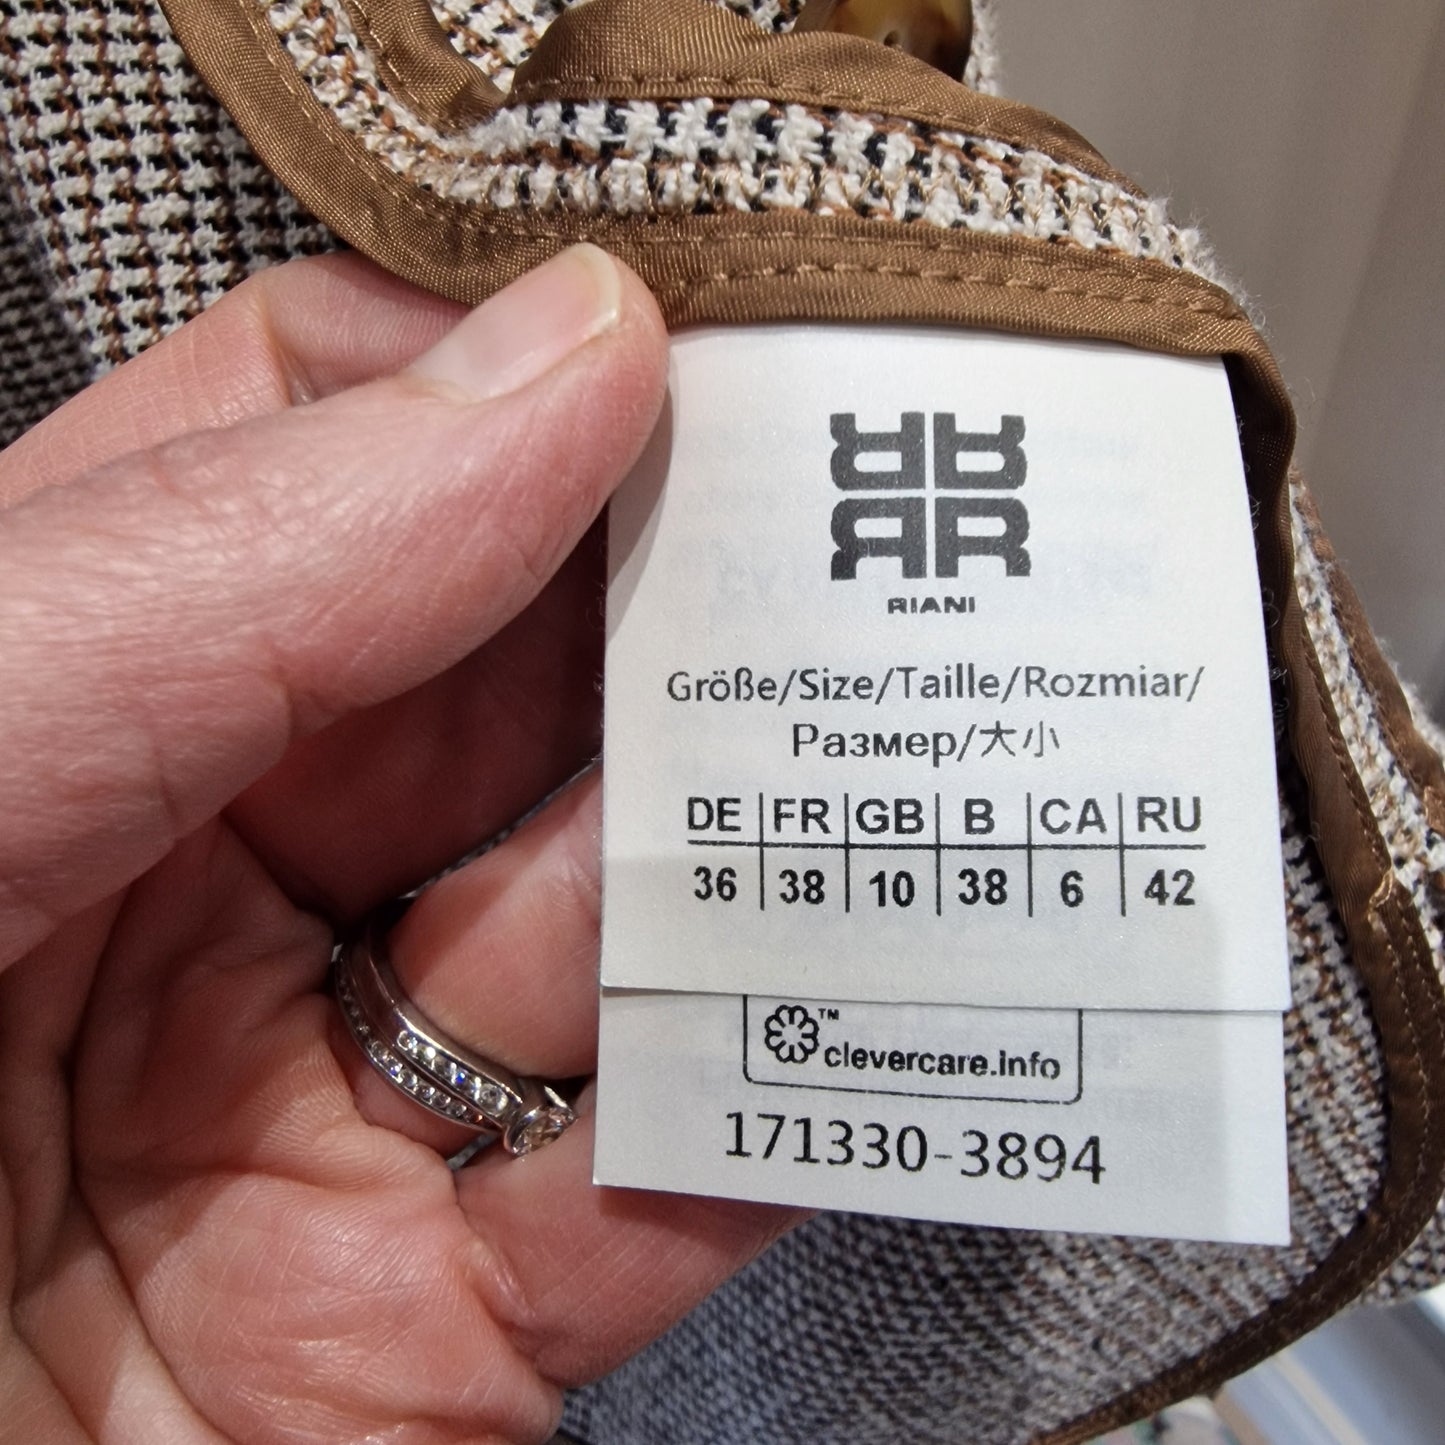 RIANI
Größe/Size/Taille/Rozmiar/
Размер/大小
DE FR GB B CA RU
36 38 10 38 6 42
™
clevercare.info
171330-3894